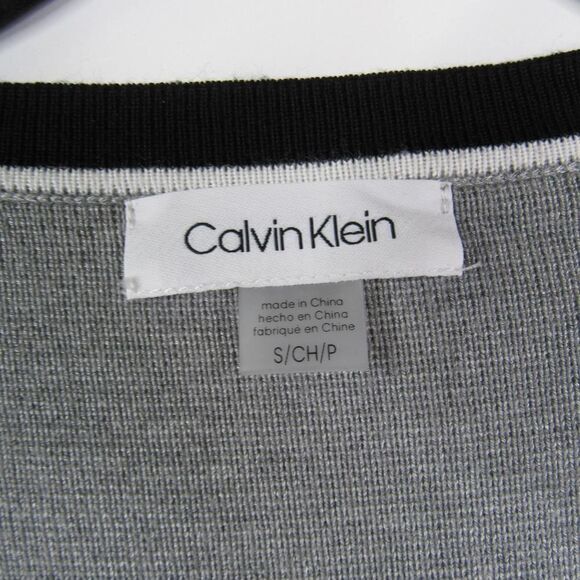 Calvin Klein
made in China
hecho en China
fabriqué en Chine
S/CH/P